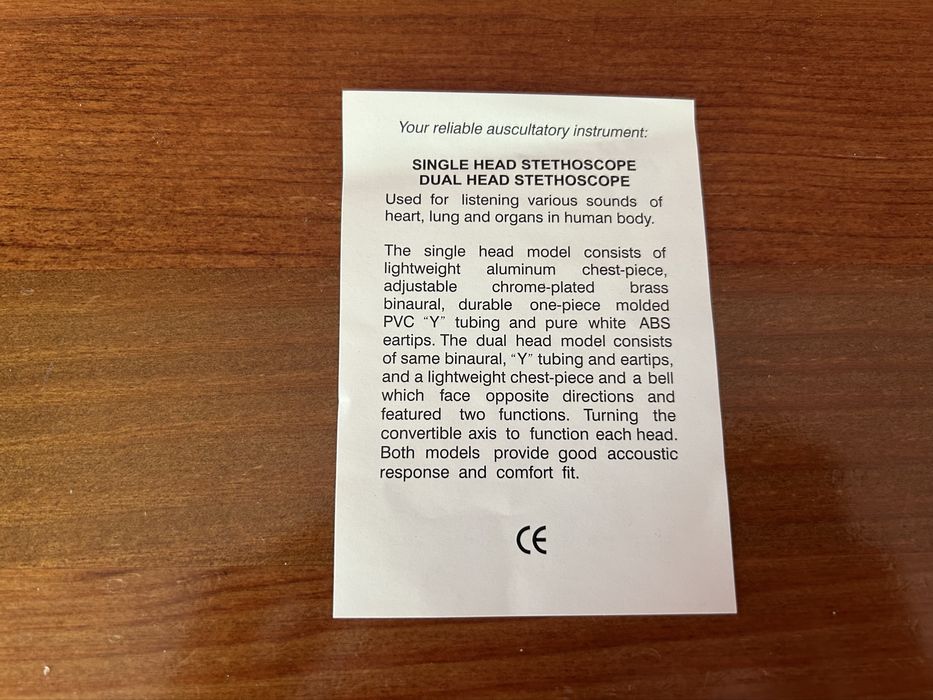 Your reliable auscultatory instrument:
SINGLE HEAD STETHOSCOPE
DUAL HEAD STETHOSCOPE
Used for listening various sounds of
heart, lung and organs in human body.
The single head model consists of
lightweight aluminum chest-piece,
adjustable chrome-plated brass
binaural, durable one-piece molded
PVC “Y” tubing and pure white ABS
eartips. The dual head model consists
of same binaural, “Y” tubing and eartips,
and a lightweight chest-piece and a bell
which face opposite directions and
featured two functions. Turning the
convertible axis to function each head.
Both models provide good accoustic
response and comfort fit.
CE